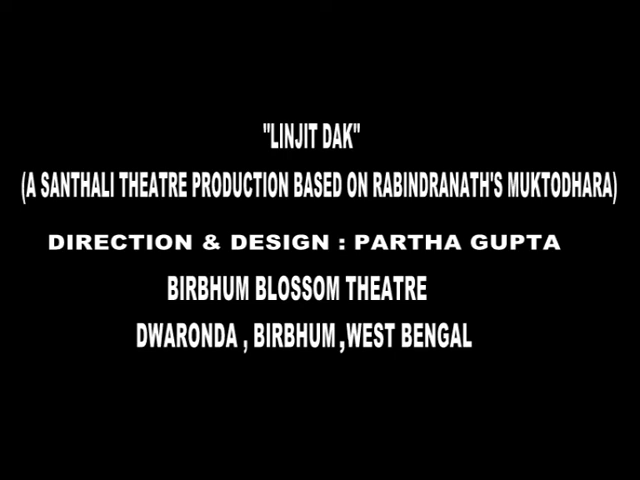 "LINJIT DAK"
(A SANTHALI THEATRE PRODUCTION BASED ON RABINDRANATH'S MUKTODHARA)
DIRECTION & DESIGN : PARTHA GUPTA
BIRBHUM BLOSSOM THEATRE
DWARONDA , BIRBHUM ,WEST BENGAL